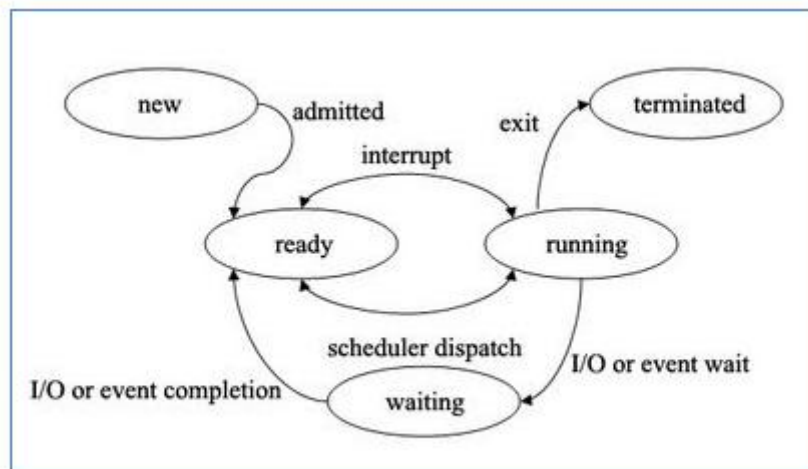 new
terminated
admitted
exit
interrupt
ready
running
scheduler dispatch
I/O or event wait
I/O or event completion
waiting